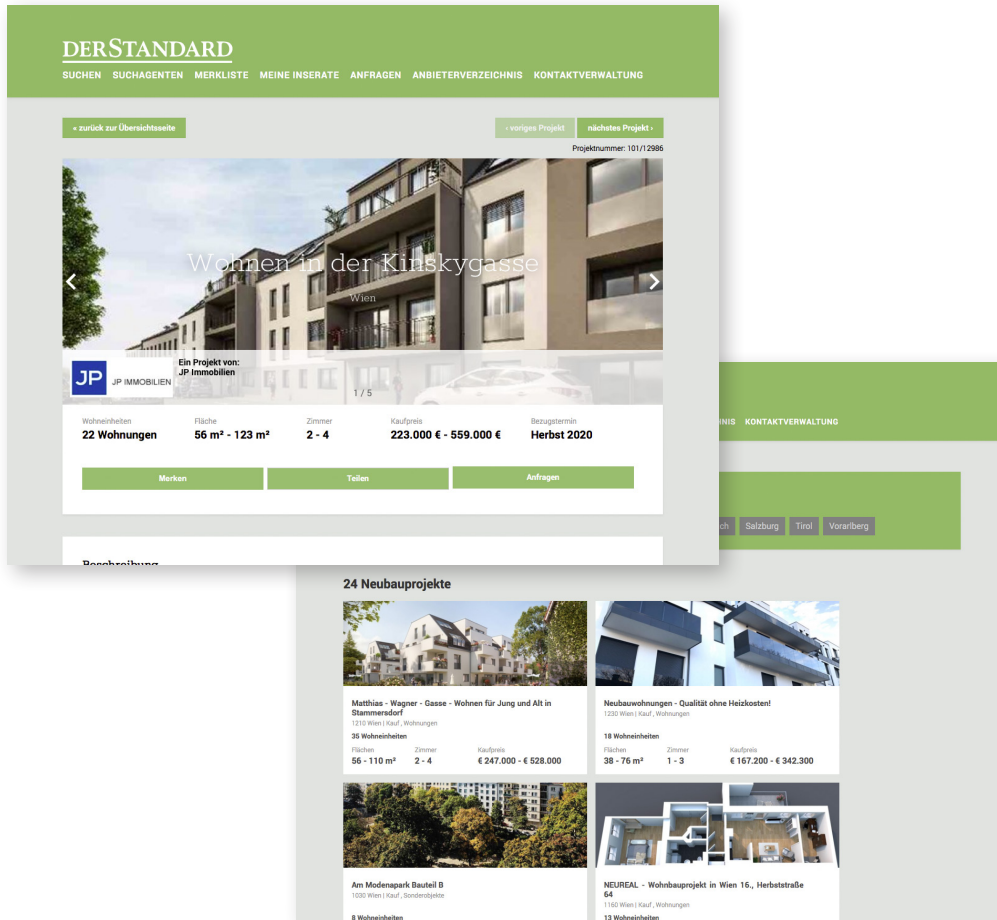 DERSTANDARD
SUCHEN SUCHAGENTEN MERKLISTE MEINE INSERATE ANFRAGEN ANBIETERVERZEICHNIS KONTAKTVERWALTUNG
« zurück zur Übersichtsseite
‹ voriges Projekt nächstes Projekt ›
Projektnummer: 101/12986
Wohnen in der Kinskygasse
Wien
JP JP IMMOBILIEN
Ein Projekt von:
JP Immobilien
1 / 5
Wohneinheiten Fläche Zimmer Kaufpreis Bezugstermin
22 Wohnungen 56 m² - 123 m² 2 - 4 223.000 € - 559.000 € Herbst 2020
Merken Teilen Anfragen
Beschreibung
NIS KONTAKTVERWALTUNG
ch Salzburg Tirol Vorarlberg
24 Neubauprojekte
Matthias - Wagner - Gasse - Wohnen für Jung und Alt in
Stammersdorf
1210 Wien | Kauf , Wohnungen
35 Wohneinheiten
Flächen Zimmer Kaufpreis
56 - 110 m² 2 - 4 € 247.000 - € 528.000
Neubauwohnungen - Qualität ohne Heizkosten!
1230 Wien | Kauf , Wohnungen
18 Wohneinheiten
Flächen Zimmer Kaufpreis
38 - 76 m² 1 - 3 € 167.200 - € 342.300
Am Modenapark Bauteil B
1030 Wien | Kauf , Sonderobjekte
8 Wohneinheiten
NEUREAL - Wohnbauprojekt in Wien 16., Herbststraße
64
1160 Wien | Kauf , Wohnungen
13 Wohneinheiten